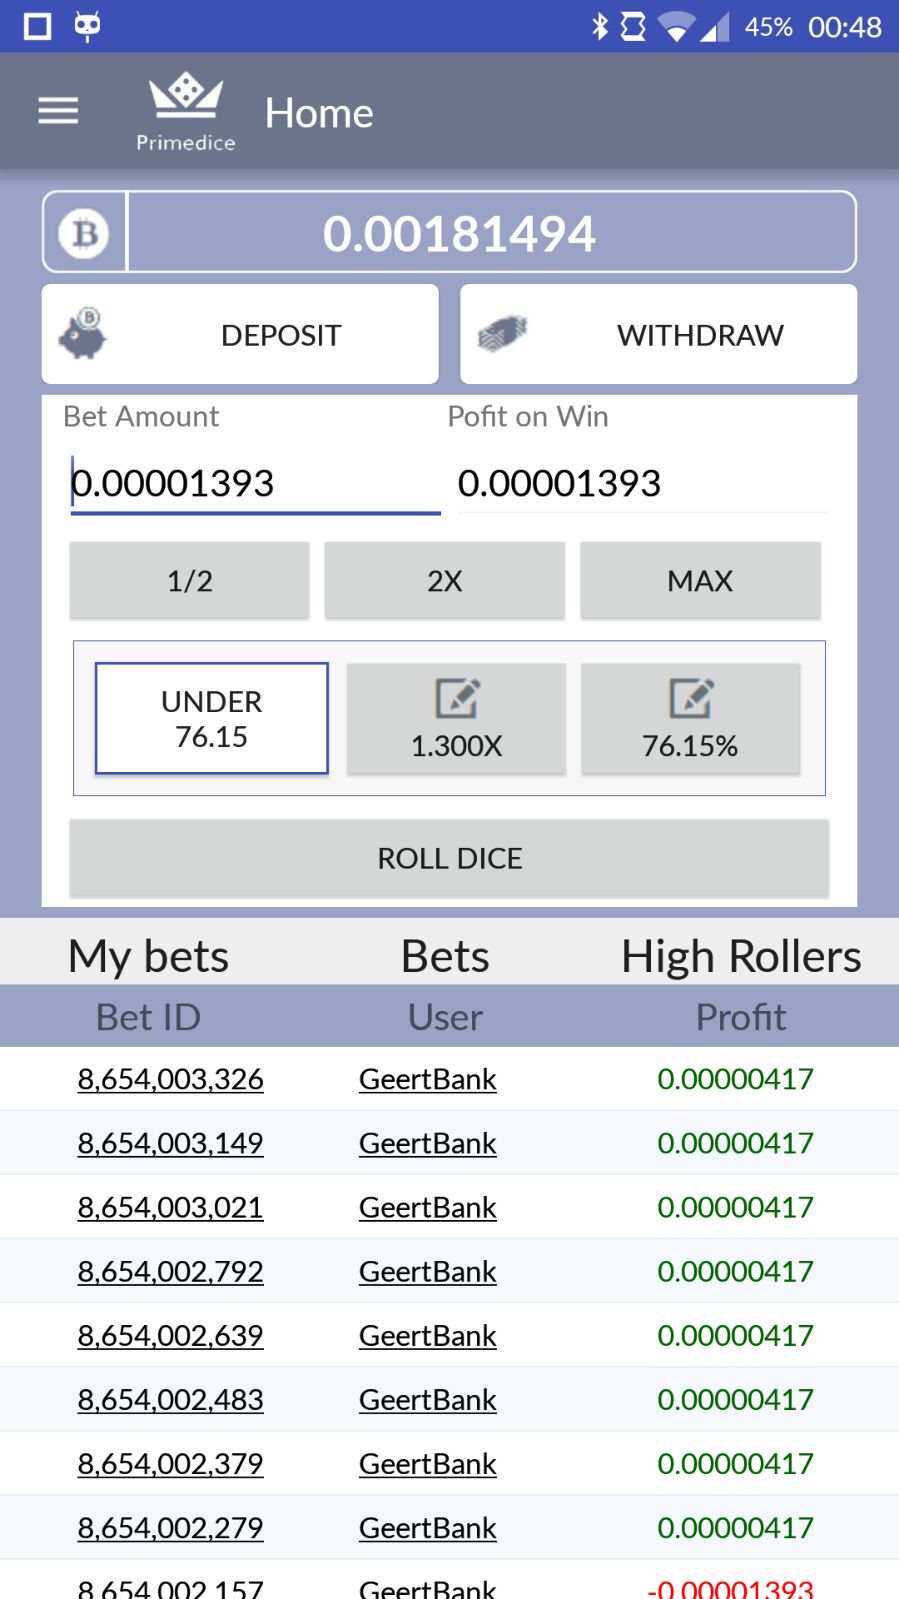 45% 00:48
Primedice Home
B 0.00181494
DEPOSIT WITHDRAW
Bet Amount Pofit on Win
0.00001393 0.00001393
1/2 2X MAX
UNDER
76.15 1.300X 76.15%
ROLL DICE
My bets Bets High Rollers
Bet ID User Profit
8,654,003,326 GeertBank 0.00000417
8,654,003,149 GeertBank 0.00000417
8,654,003,021 GeertBank 0.00000417
8,654,002,792 GeertBank 0.00000417
8,654,002,639 GeertBank 0.00000417
8,654,002,483 GeertBank 0.00000417
8,654,002,379 GeertBank 0.00000417
8,654,002,279 GeertBank 0.00000417
8,654,002,157 GeertBank -0.00001393